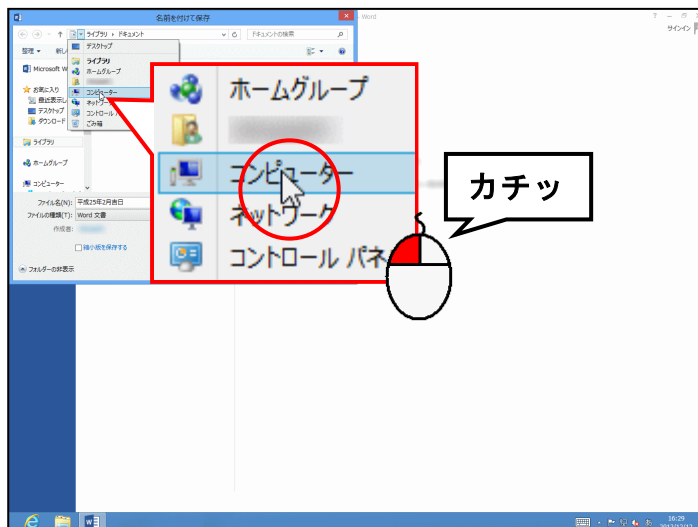 名前を付けて保存
Word
サインイン
ライブラリ ▸ ドキュメント
ドキュメントの検索
整理 ▼
デスクトップ
ライブラリ
ホームグループ
コンピューター
ネットワーク
コントロール パ
ごみ箱
Microsoft W
お気に入り
最近表示し
デスクトップ
ダウンロード
ライブラリ
ホームグループ
コンピューター
ファイル名(N): 平成25年2月吉日
ファイルの種類(T): Word 文書
作成者:
縮小版を保存する
フォルダーの非表示
ホームグループ
コンピューター
ネットワーク
コントロール パネ
カチッ
16:29